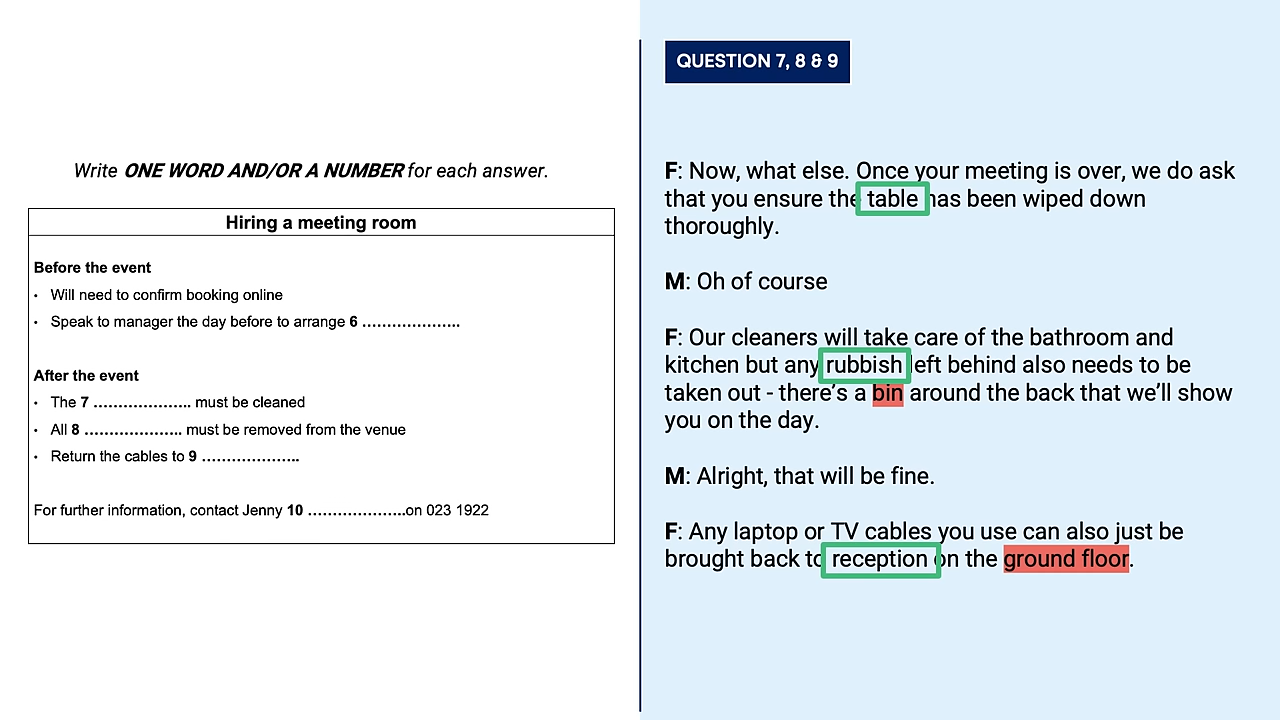 Write ONE WORD AND/OR A NUMBER for each answer.
Hiring a meeting room
Before the event
• Will need to confirm booking online
• Speak to manager the day before to arrange 6 ………………..
After the event
• The 7 ……………….. must be cleaned
• All 8 ……………….. must be removed from the venue
• Return the cables to 9 ………………..
For further information, contact Jenny 10 ………………..on 023 1922
QUESTION 7, 8 & 9
F: Now, what else. Once your meeting is over, we do ask
that you ensure the table has been wiped down
thoroughly.
M: Oh of course
F: Our cleaners will take care of the bathroom and
kitchen but any rubbish left behind also needs to be
taken out - there’s a bin around the back that we’ll show
you on the day.
M: Alright, that will be fine.
F: Any laptop or TV cables you use can also just be
brought back to reception on the ground floor.